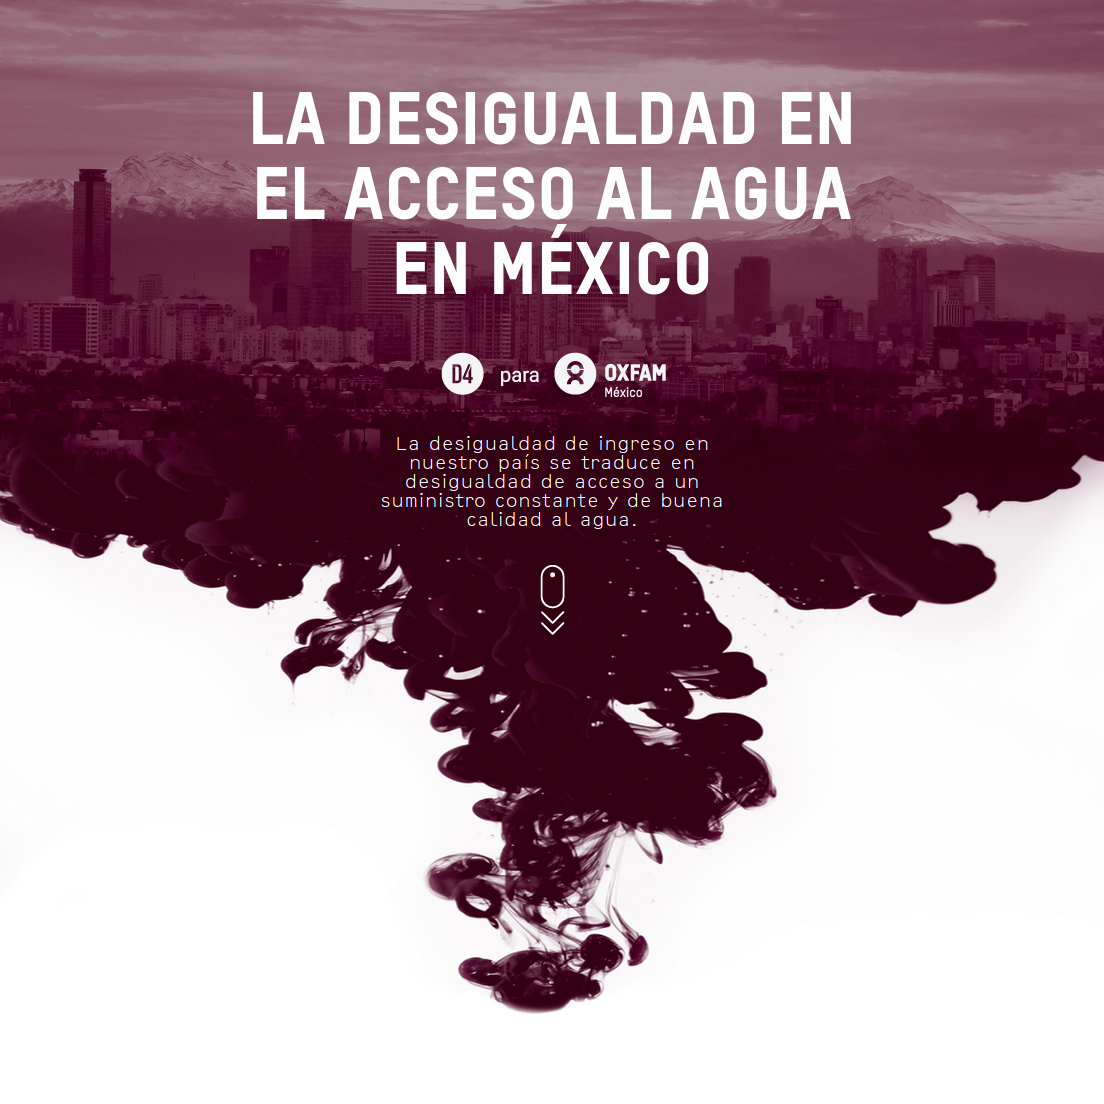 LA DESIGUALDAD EN
EL ACCESO AL AGUA
EN MÉXICO
D4 para OXFAM
México
La desigualdad de ingreso en
nuestro país se traduce en
desigualdad de acceso a un
suministro constante y de buena
calidad al agua.